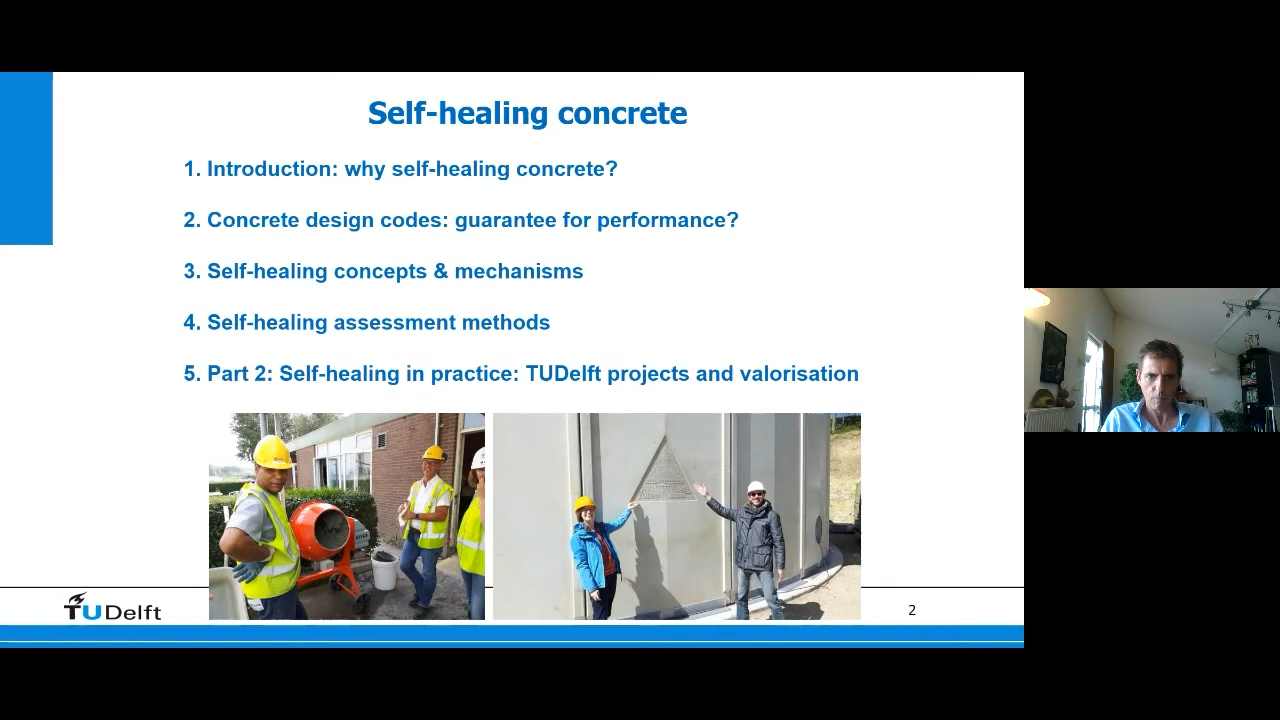 Self-healing concrete
1. Introduction: why self-healing concrete?
2. Concrete design codes: guarantee for performance?
3. Self-healing concepts & mechanisms
4. Self-healing assessment methods
5. Part 2: Self-healing in practice: TUDelft projects and valorisation
TUDelft
2